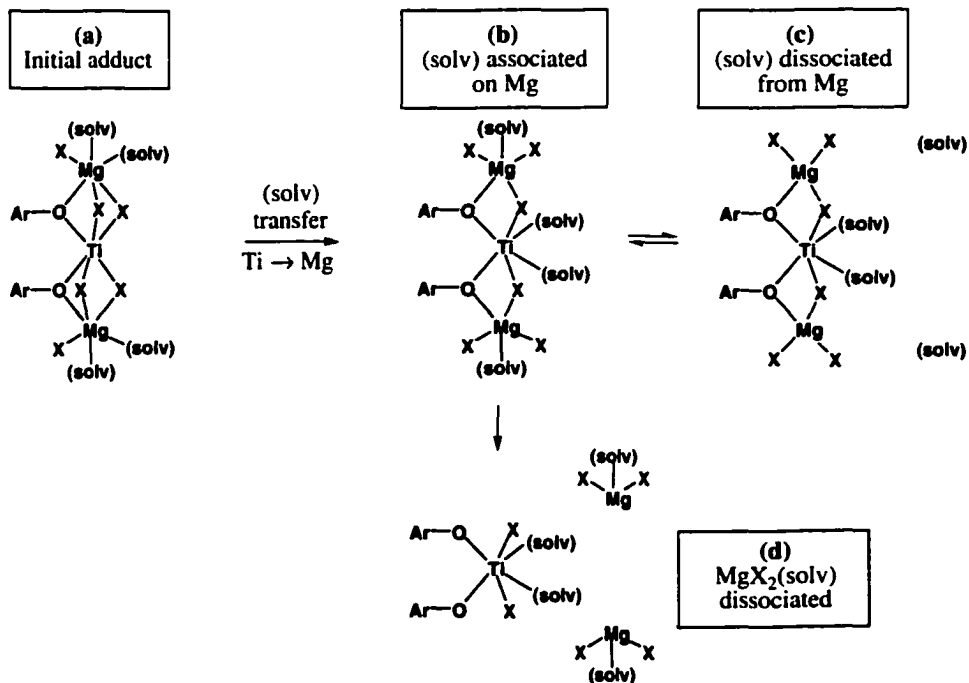 (a)
Initial adduct
(b)
(solv) associated
on Mg
(c)
(solv) dissociated
from Mg
(solv)
X
(solv)
Mg
Ar
O
X
X
Ti
Ar
O
X
X
Mg
X
(solv)
(solv)
(solv)
transfer
Ti → Mg
(solv)
X
X
Mg
Ar
O
X
(solv)
Ti
(solv)
Ar
O
X
Mg
X
X
(solv)
X
X
(solv)
Mg
Ar
O
X
(solv)
Ti
(solv)
Ar
O
X
Mg
(solv)
X
X
(solv)
X
X
Mg
Ar
O
X
(solv)
Ti
(solv)
Ar
O
X
Mg
X
X
(solv)
(d)
MgX₂(solv)
dissociated